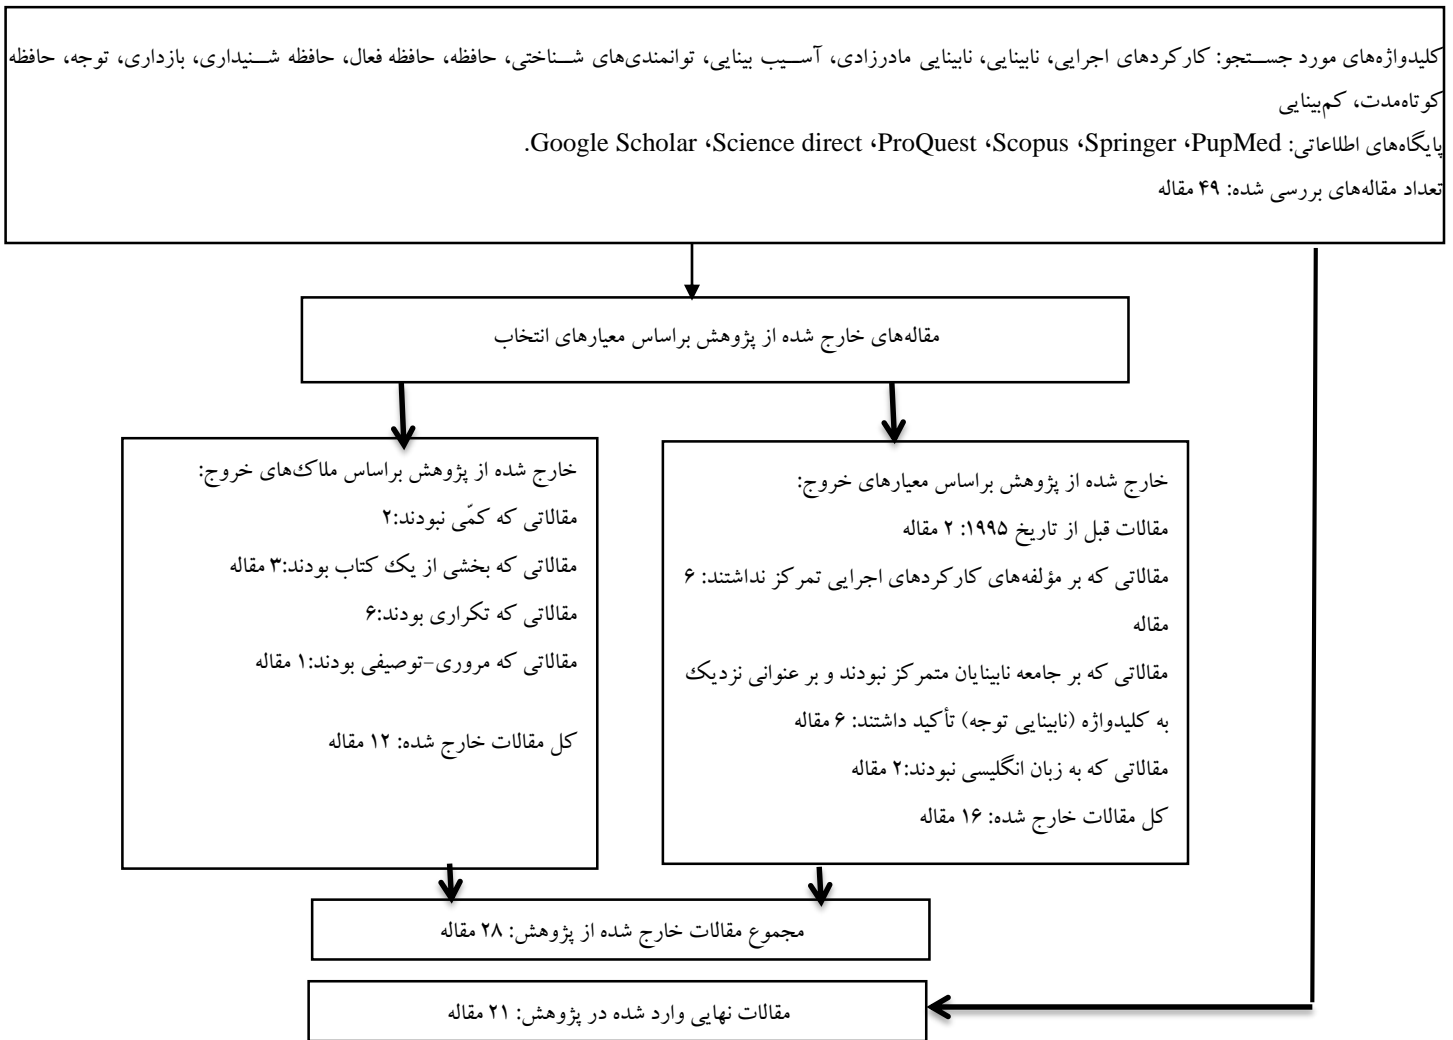 کلیدواژه‌های مورد جستجو: کارکردهای اجرایی، نابینایی، نابینایی مادرزادی، آسیب بینایی، توانمندی‌های شناختی، حافظه، حافظه فعال، حافظه شنیداری، بازداری، توجه، حافظه
کوتاه‌مدت، کم‌بینایی
پایگاه‌های اطلاعاتی: PupMed، Springer، Scopus، ProQuest، Science direct، Google Scholar.
تعداد مقاله‌های بررسی شده: ۴۹ مقاله
مقاله‌های خارج شده از پژوهش براساس معیارهای انتخاب
خارج شده از پژوهش براساس معیارهای خروج:
مقالات قبل از تاریخ ۱۹۹۵: ۲ مقاله
مقالاتی که بر مؤلفه‌های کارکردهای اجرایی تمرکز نداشتند: ۶
مقاله
مقالاتی که بر جامعه نابینایان متمرکز نبودند و بر عنوانی نزدیک
به کلیدواژه (نابینایی توجه) تأکید داشتند: ۶ مقاله
مقالاتی که به زبان انگلیسی نبودند:۲ مقاله
کل مقالات خارج شده: ۱۶ مقاله
خارج شده از پژوهش براساس ملاک‌های خروج:
مقالاتی که کمّی نبودند:۲
مقالاتی که بخشی از یک کتاب بودند:۳ مقاله
مقالاتی که تکراری بودند:۶
مقالاتی که مروری-توصیفی بودند:۱ مقاله
کل مقالات خارج شده: ۱۲ مقاله
مجموع مقالات خارج شده از پژوهش: ۲۸ مقاله
مقالات نهایی وارد شده در پژوهش: ۲۱ مقاله